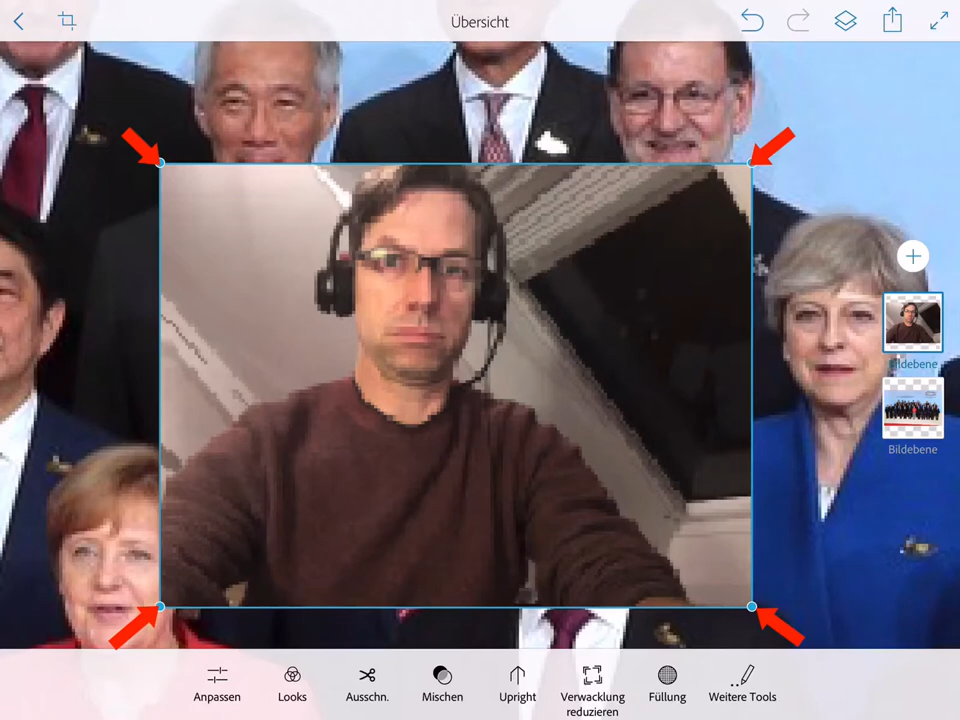 Übersicht
Bildebene
Bildebene
Anpassen
Looks
Ausschn.
Mischen
Upright
Verwacklung
reduzieren
Füllung
Weitere Tools